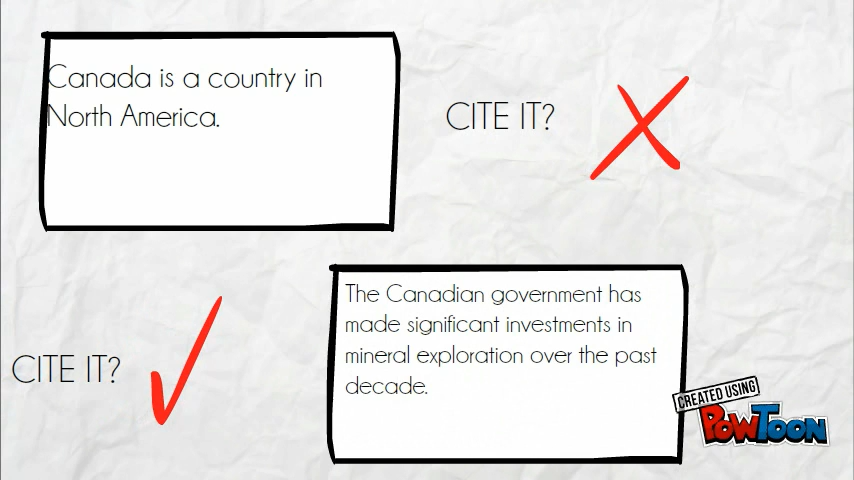 Canada is a country in
North America.
CITE IT?
The Canadian government has
made significant investments in
mineral exploration over the past
decade.
CITE IT?
CREATED USING
POWTOON